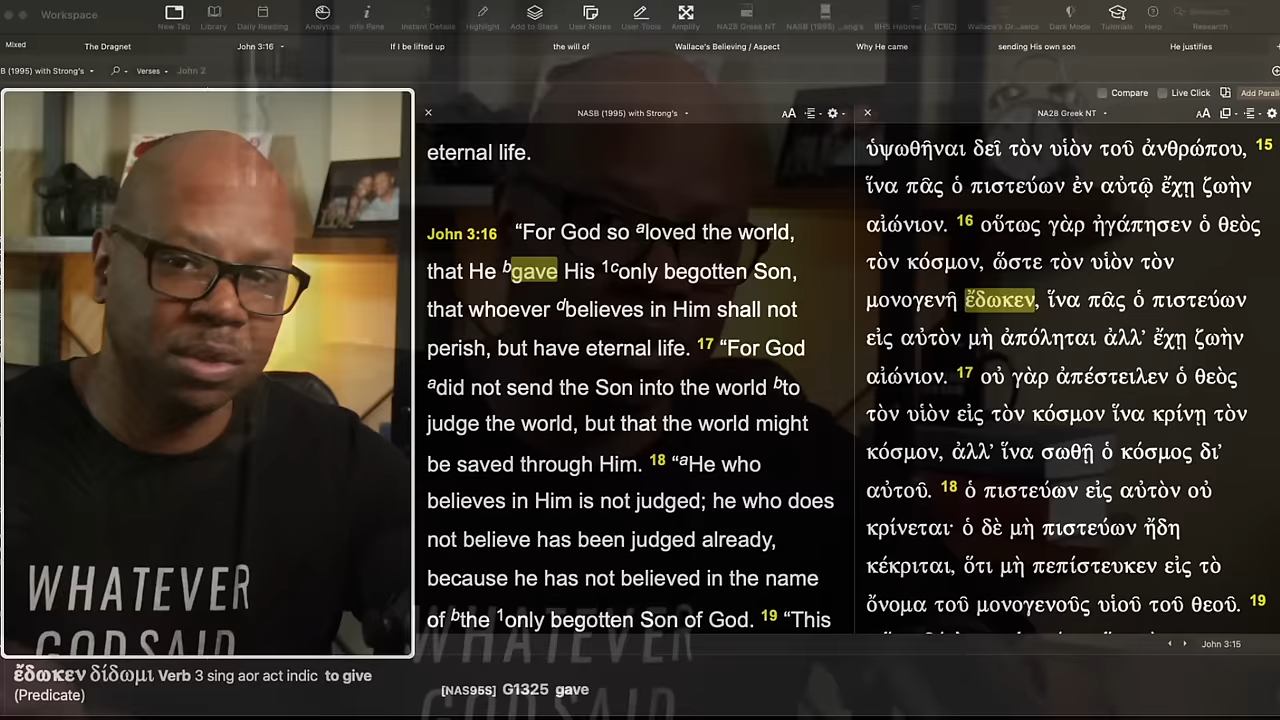 Workspace
New Tab
Library
Daily Reading
Analytics
Info Pane
Instant Details
Highlight
Add to Stack
User Notes
User Tools
Amplify
NA28 Greek NT
Dark Mode
Tutorials
Help
Search
Research
Mixed
The Dragnet
John 3:16
If I be lifted up
the will of
Wallace's Believing / Aspect
Why He came
sending His own son
He justifies
B (1995) with Strong's
Verses
John 2
Compare
Live Click
Add Paral
NASB (1995) with Strong's
AA
NA28 Greek NT
AA
eternal life.
John 3:16 “For God so ᵃloved the world,
that He ᵇgave His ¹ᶜonly begotten Son,
that whoever ᵈbelieves in Him shall not
perish, but have eternal life. 17 “For God
ᵃdid not send the Son into the world ᵇto
judge the world, but that the world might
be saved through Him. 18 “ᵃHe who
believes in Him is not judged; he who does
not believe has been judged already,
because he has not believed in the name
of ᵇthe ¹only begotten Son of God. 19 “This
ὑψωθῆναι δεῖ τὸν υἱὸν τοῦ ἀνθρώπου, 15
ἵνα πᾶς ὁ πιστεύων ἐν αὐτῷ ἔχῃ ζωὴν
αἰώνιον. 16 οὕτως γὰρ ἠγάπησεν ὁ θεὸς
τὸν κόσμον, ὥστε τὸν υἱὸν τὸν
μονογενῆ ἔδωκεν, ἵνα πᾶς ὁ πιστεύων
εἰς αὐτὸν μὴ ἀπόληται ἀλλ’ ἔχῃ ζωὴν
αἰώνιον. 17 οὐ γὰρ ἀπέστειλεν ὁ θεὸς
τὸν υἱὸν εἰς τὸν κόσμον ἵνα κρίνῃ τὸν
κόσμον, ἀλλ’ ἵνα σωθῇ ὁ κόσμος δι’
αὐτοῦ. 18 ὁ πιστεύων εἰς αὐτὸν οὐ
κρίνεται· ὁ δὲ μὴ πιστεύων ἤδη
κέκριται, ὅτι μὴ πεπίστευκεν εἰς τὸ
ὄνομα τοῦ μονογενοῦς υἱοῦ τοῦ θεοῦ. 19
John 3:15
WHATEVER
GOD SAID
WHATEVER
GOD SAID
ἔδωκεν δίδωμι Verb 3 sing aor act indic to give
(Predicate)
[NAS95S] G1325 gave